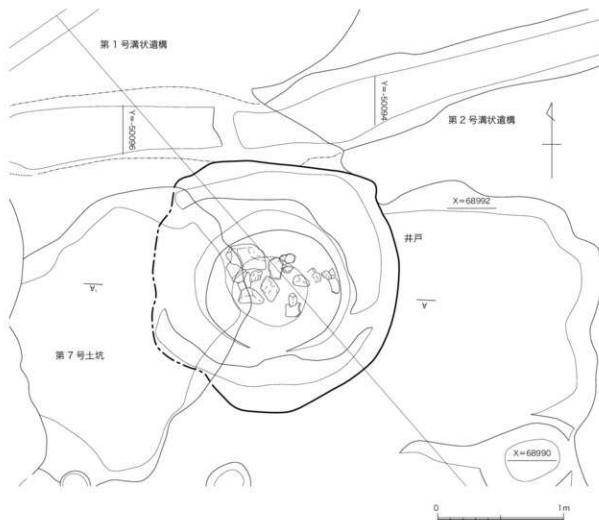 第1号溝状遺構
Y=-50096
Y=-50094
第2号溝状遺構
X=68992
井戸
A'
A
第7号土坑
X=68990
0 1m